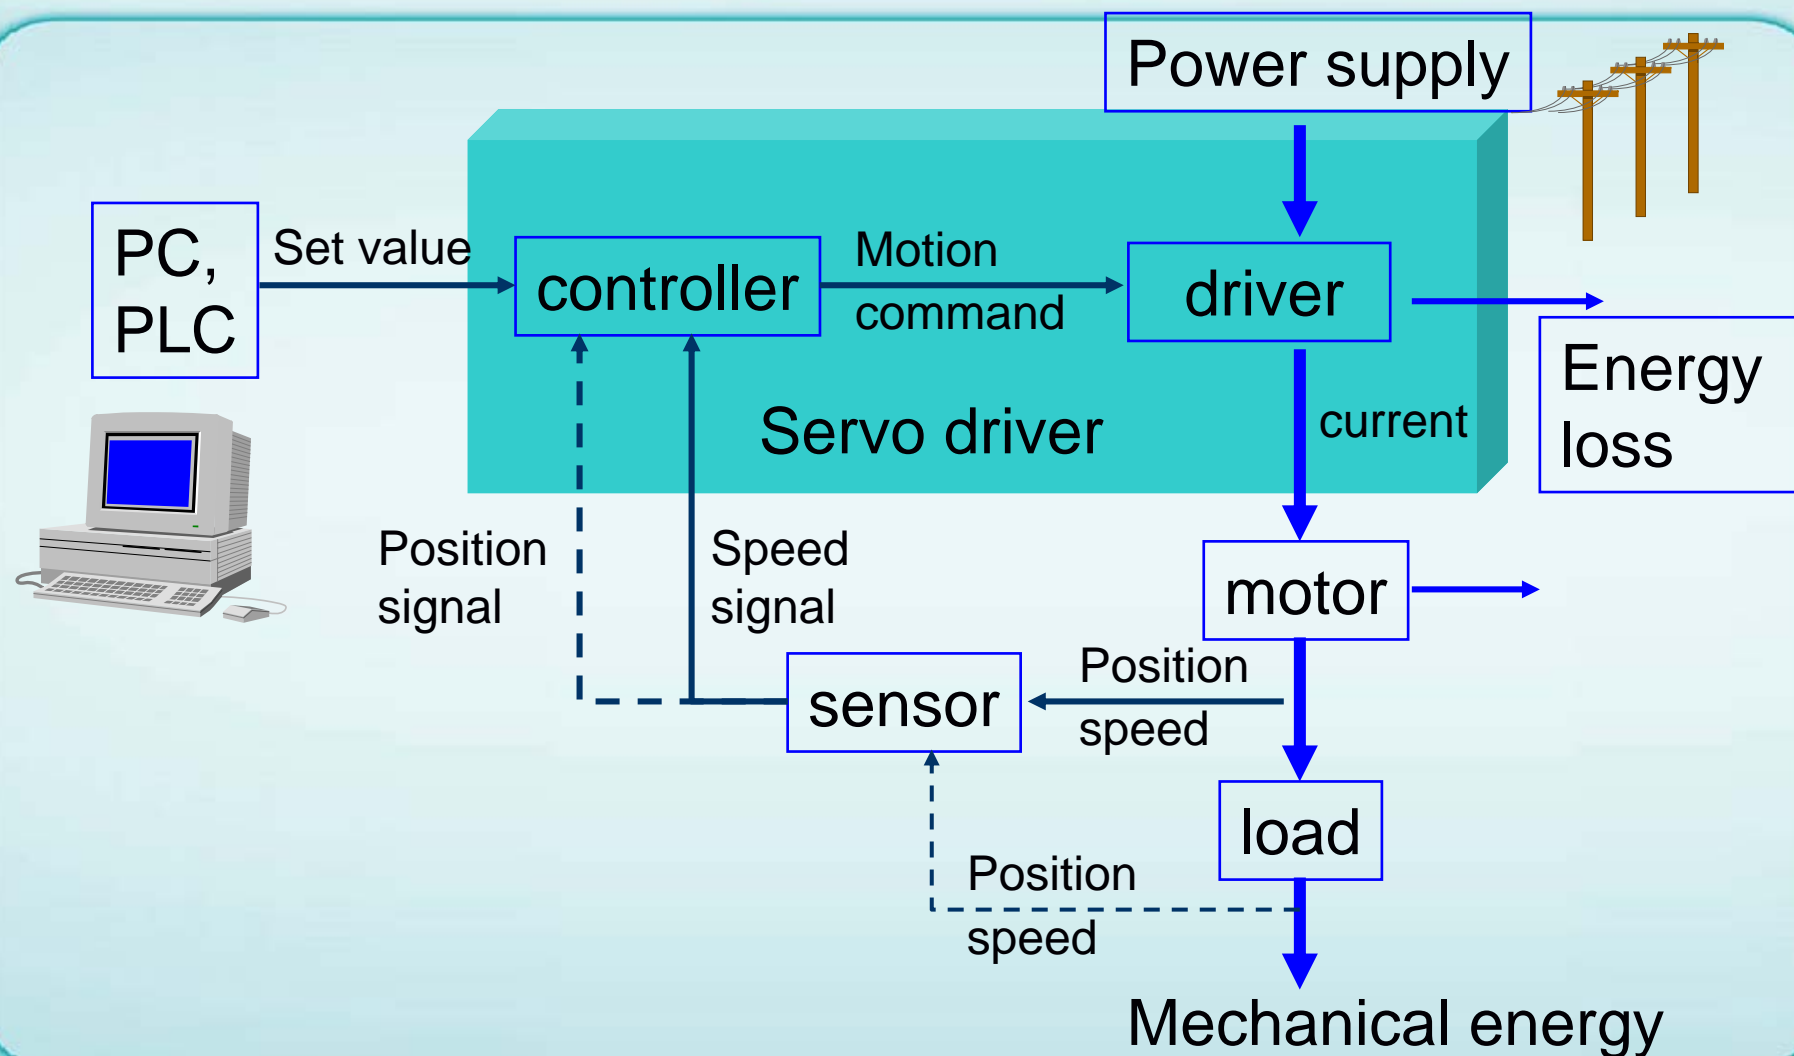 Power supply
PC,
PLC
Set value
controller
Motion
command
driver
Energy
loss
Servo driver
current
Position
signal
Speed
signal
motor
sensor
Position
speed
load
Position
speed
Mechanical energy